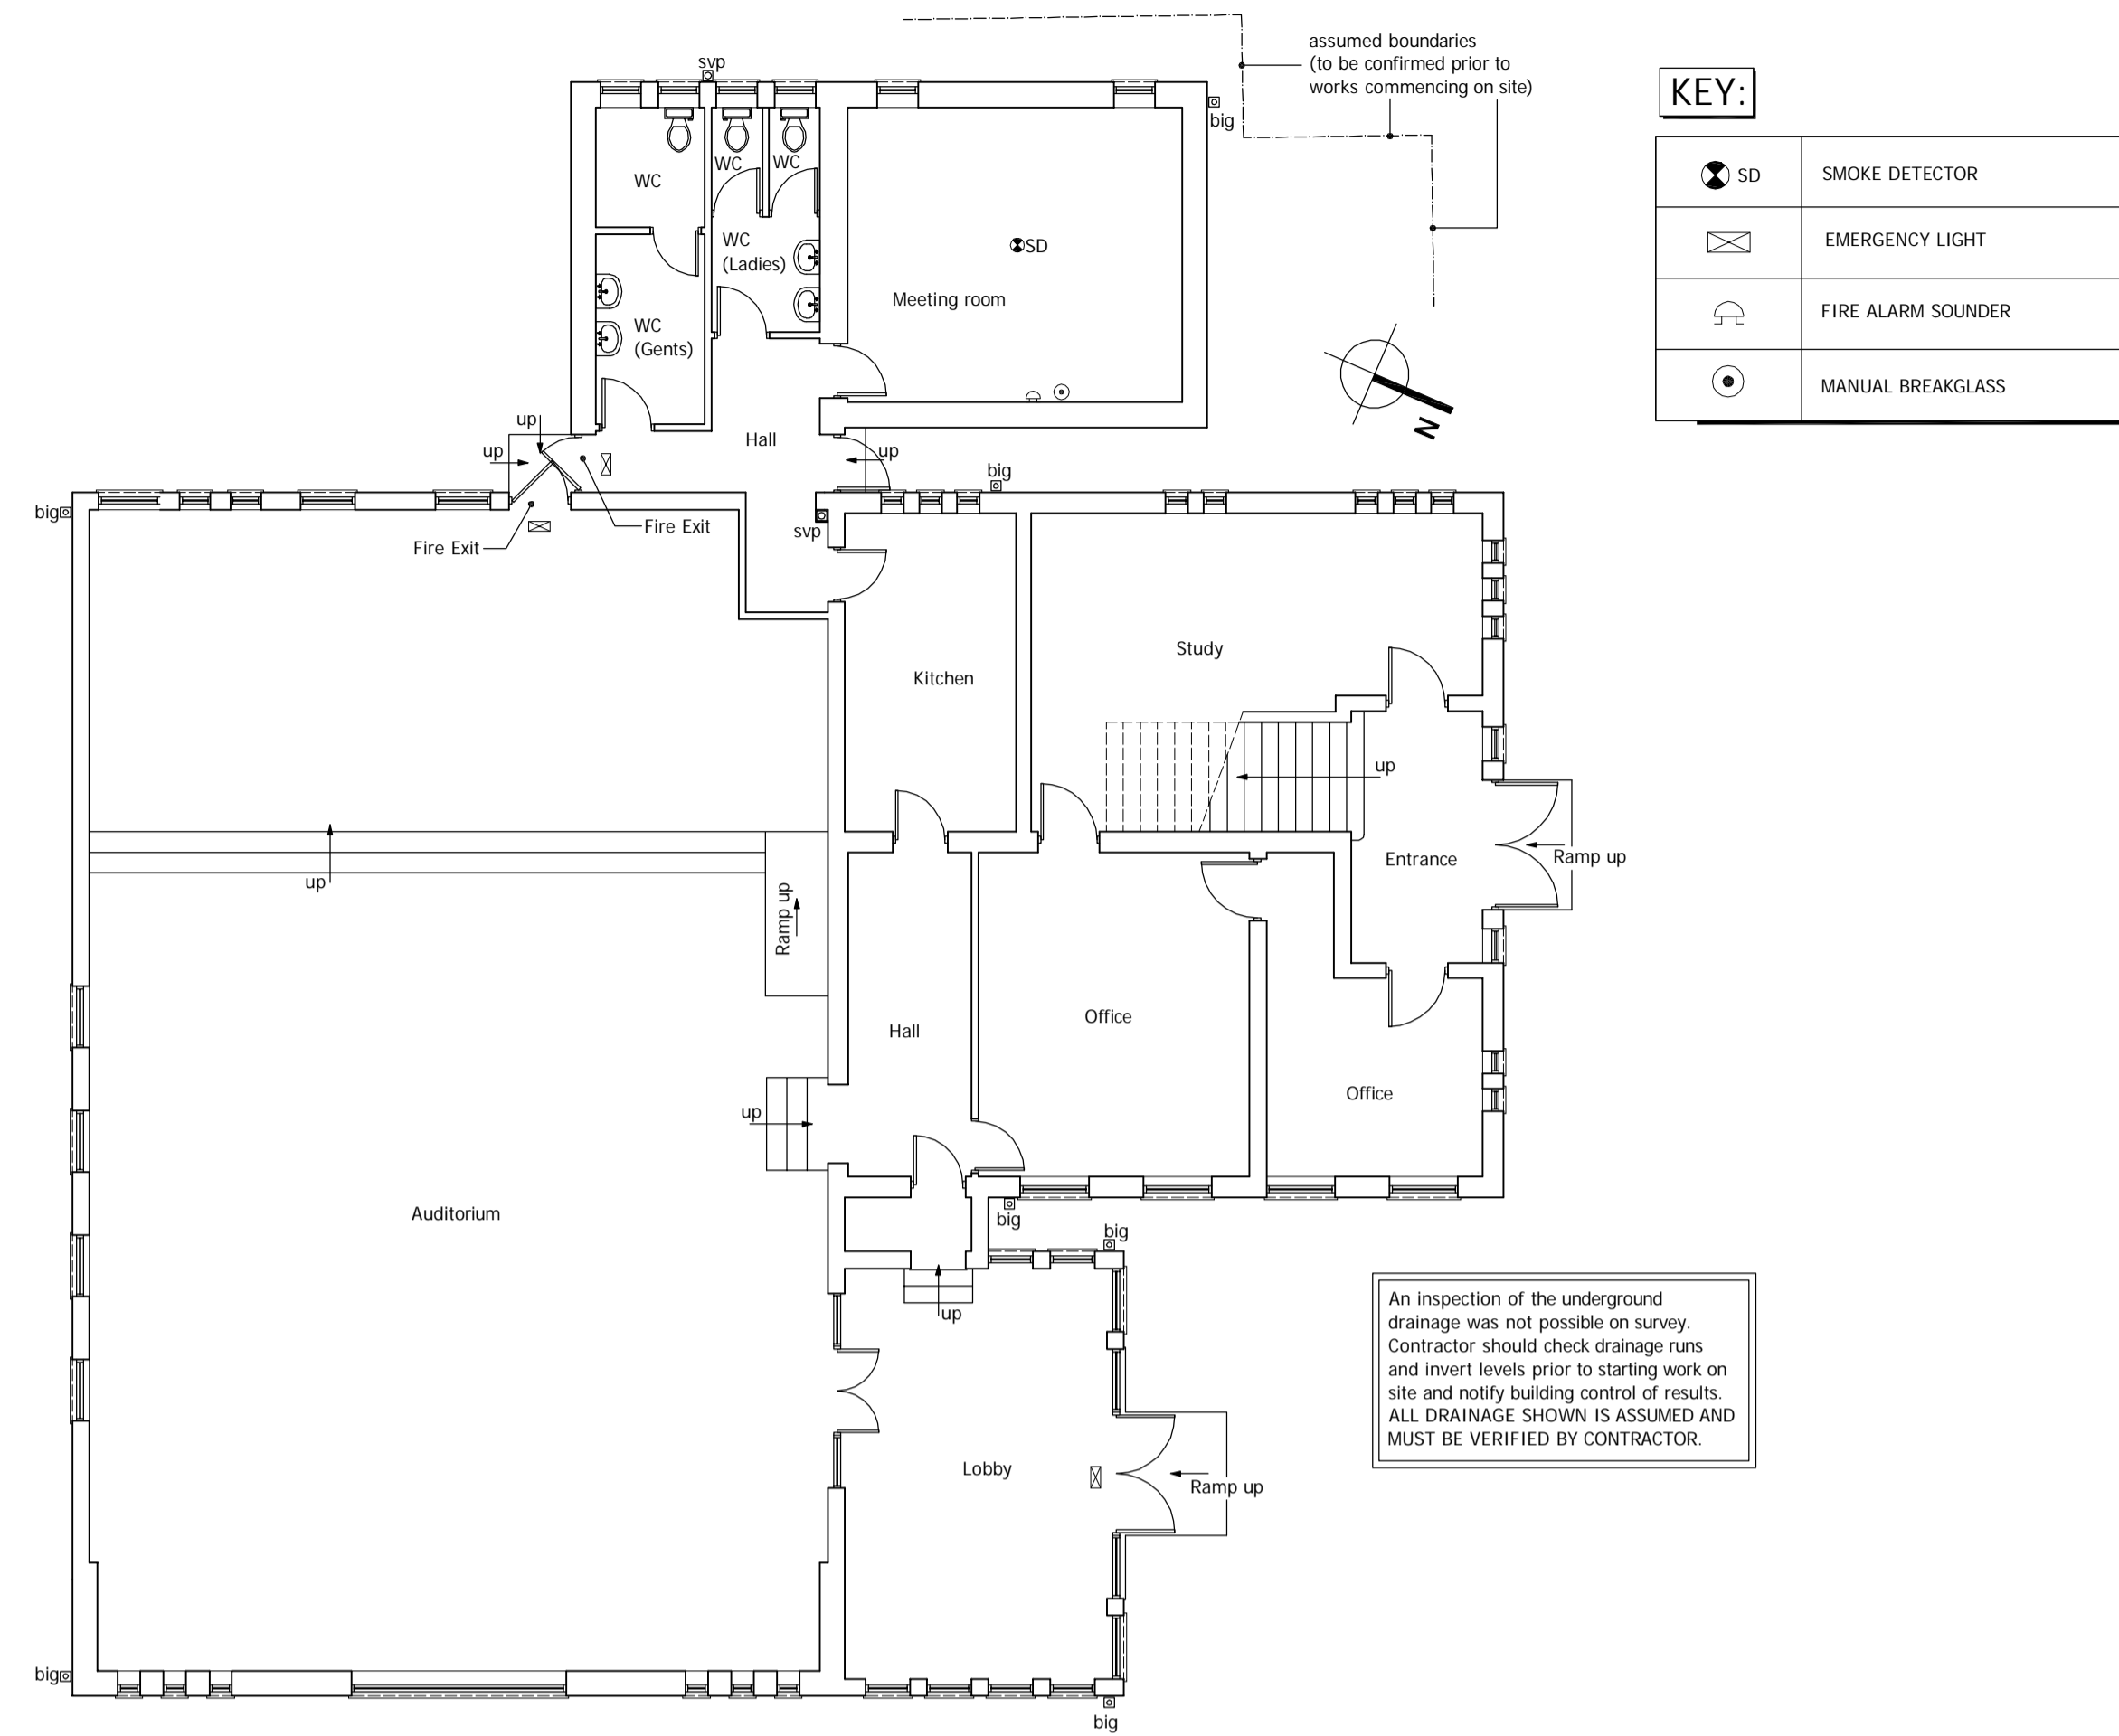 assumed boundaries
(to be confirmed prior to
works commencing on site)
KEY:
SD
SMOKE DETECTOR
EMERGENCY LIGHT
FIRE ALARM SOUNDER
MANUAL BREAKGLASS
svp
big
WC
WC
WC
WC
(Ladies)
SD
Meeting room
WC
(Gents)
N
up
up
Hall
up
big
big
svp
Fire Exit
Fire Exit
Kitchen
Study
up
Entrance
Ramp up
up
Ramp up
Hall
Office
Office
up
Auditorium
big
big
up
An inspection of the underground
drainage was not possible on survey.
Contractor should check drainage runs
and invert levels prior to starting work on
site and notify building control of results.
ALL DRAINAGE SHOWN IS ASSUMED AND
MUST BE VERIFIED BY CONTRACTOR.
Lobby
Ramp up
big
big